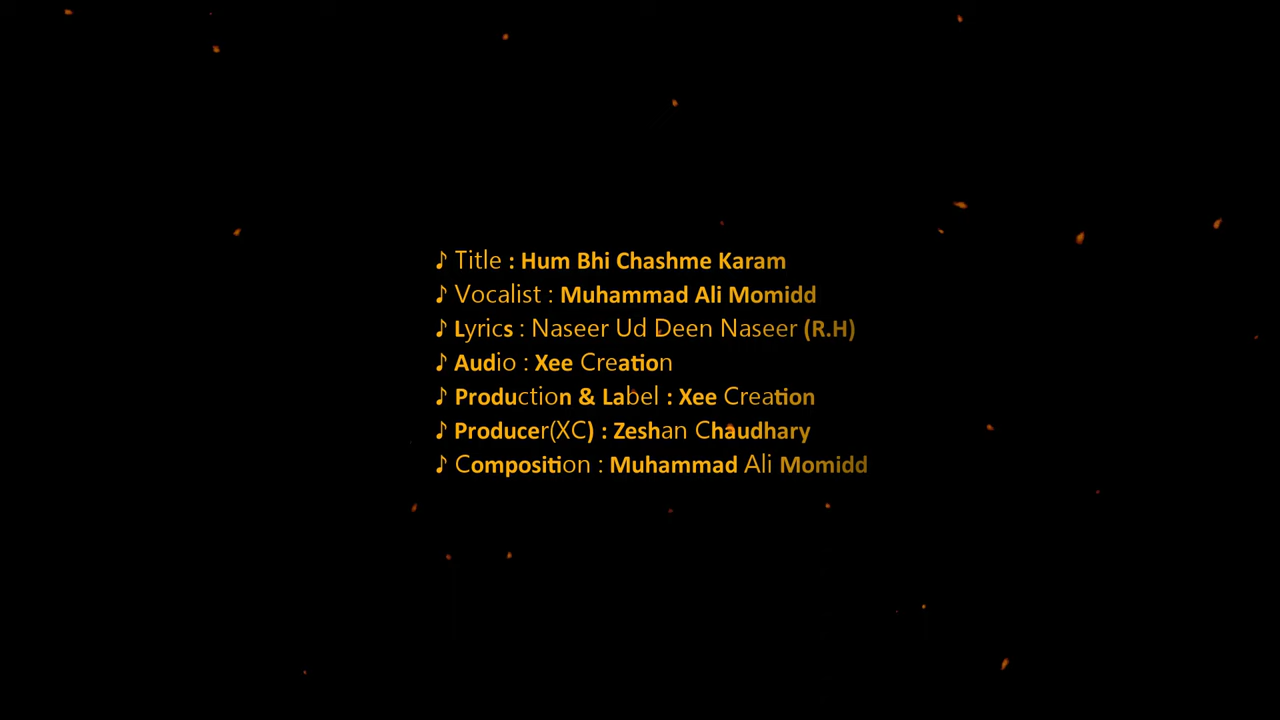 ♪ Title : Hum Bhi Chashme Karam
♪ Vocalist : Muhammad Ali Momidd
♪ Lyrics : Naseer Ud Deen Naseer (R.H)
♪ Audio : Xee Creation
♪ Production & Label : Xee Creation
♪ Producer(XC) : Zeshan Chaudhary
♪ Composition : Muhammad Ali Momidd